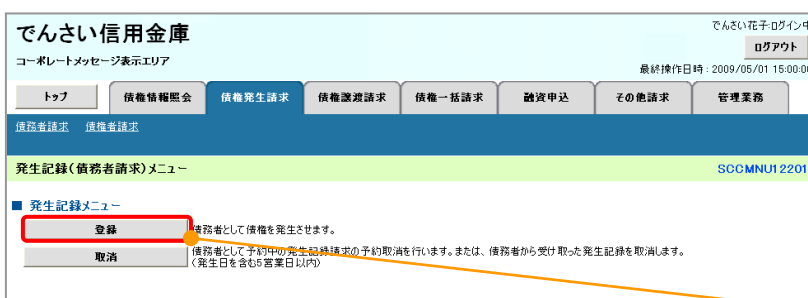 でんさい信用金庫
でんさい花子:ログイン中
コーポレートメッセージ表示エリア
ログアウト
最終操作日時:2009/05/01 15:00:00
トップ 債権情報照会 債権発生請求 債権譲渡請求 債権一括請求 融資申込 その他請求 管理業務
債務者請求 債権者請求
発生記録(債務者請求)メニュー SCCMNU12201
■ 発生記録メニュー
登録 債務者として債権を発生させます。
取消 債務者として予約中の発生記録請求の予約取消を行います。または、債務者から受け取った発生記録を取消します。
(発生日を含む5営業日以内)